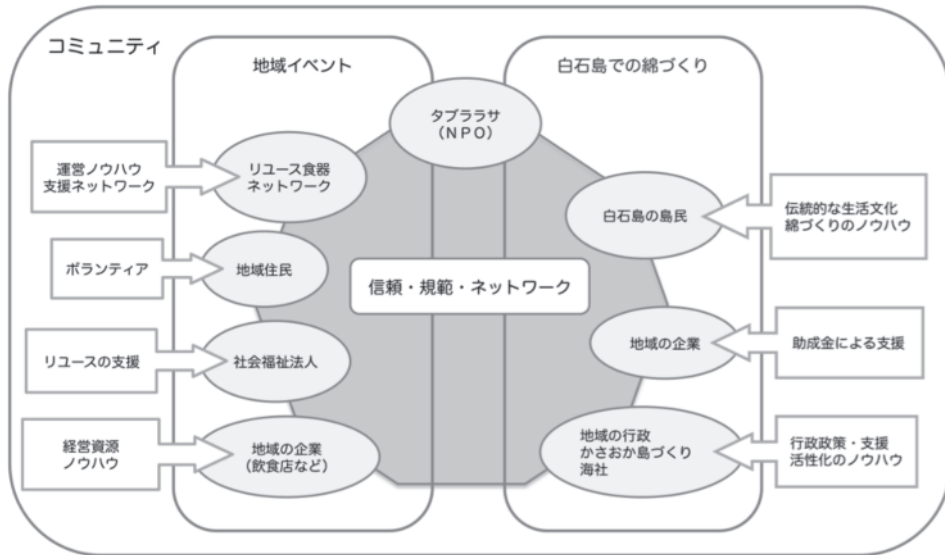 コミュニティ
地域イベント
白石島での綿づくり
タブララサ
(NPO)
運営ノウハウ
支援ネットワーク
リユース食器
ネットワーク
白石島の島民
伝統的な生活文化
綿づくりのノウハウ
ボランティア
地域住民
信頼・規範・ネットワーク
リユースの支援
社会福祉法人
地域の企業
助成金による支援
経営資源
ノウハウ
地域の企業
(飲食店など)
地域の行政
かさおか島づくり
海社
行政政策・支援
活性化のノウハウ